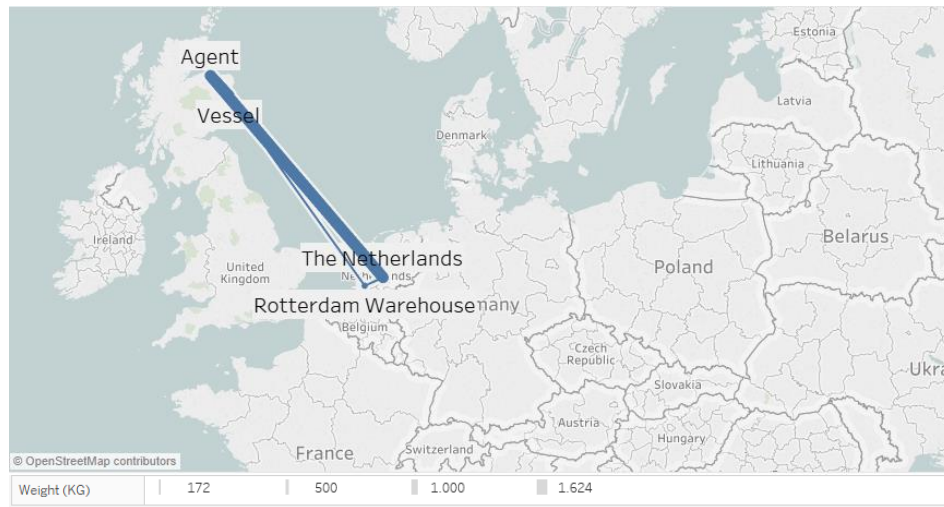 Agent
Vessel
Estonia
Latvia
Denmark
Lithuania
Ireland
United
Kingdom
The Netherlands
Belarus
Poland
Rotterdam Warehouse
Belgium
Czech
Republic
Slovakia
Ukra
Austria
Hungary
France
Switzerland
© OpenStreetMap contributors
Weight (KG) 172 500 1.000 1.624